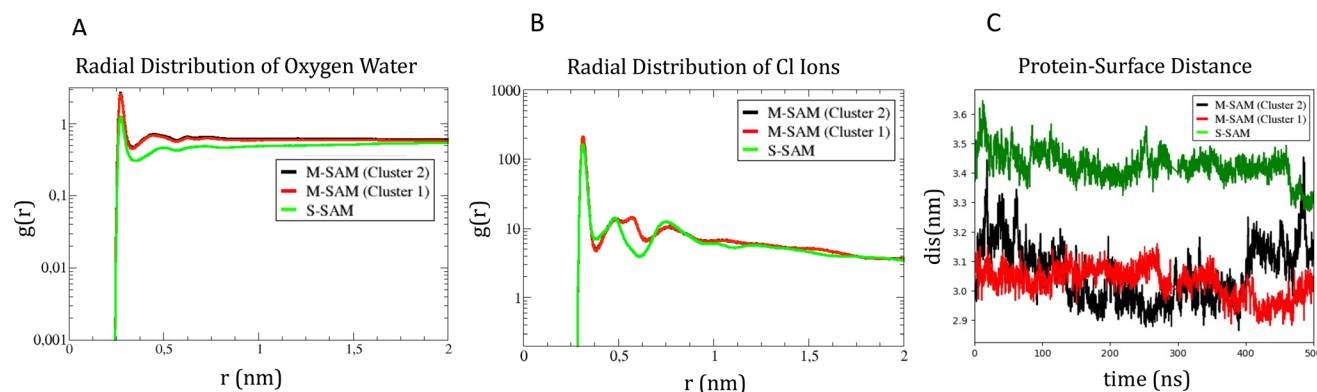 A
Radial Distribution of Oxygen Water
g(r)
1
0,1
0.01
0,001
M-SAM (Cluster 2)
M-SAM (Cluster 1)
S-SAM
0
0,5
1
1,5
2
r (nm)
B
Radial Distribution of Cl Ions
g(r)
1000
100
10
1
M-SAM (Cluster 2)
M-SAM (Cluster 1)
S-SAM
0
0,5
1
1,5
2
r (nm)
C
Protein-Surface Distance
dis(nm)
3.6
3.5
3.4
3.3
3.2
3.1
3.0
2.9
M-SAM (Cluster 2)
M-SAM (Cluster 1)
S-SAM
0
100
200
300
400
500
time (ns)